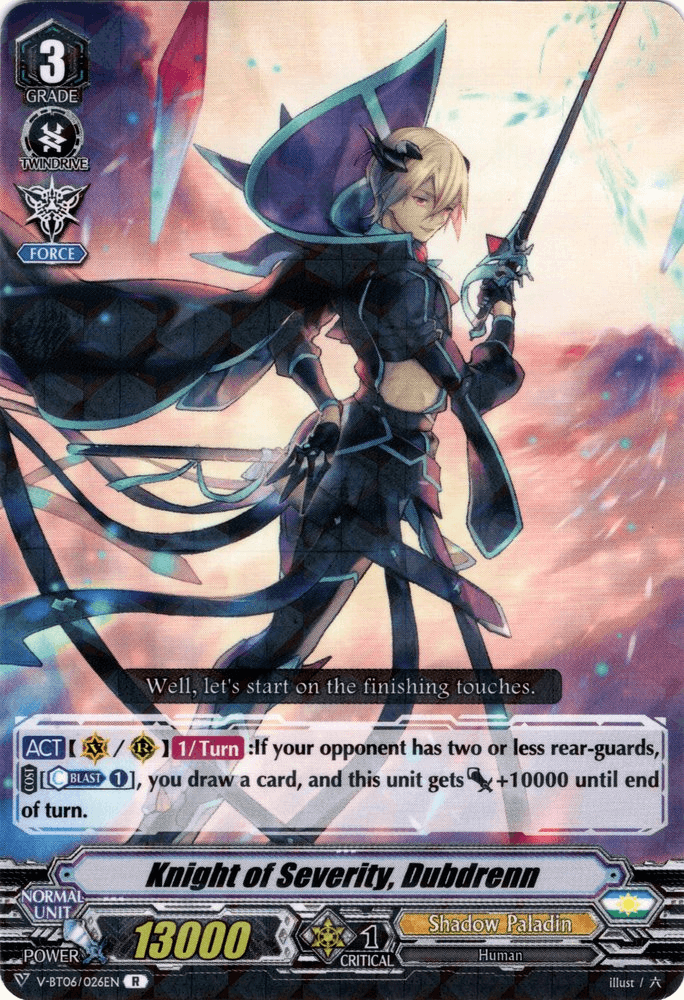 3
GRADE
TWINDRIVE
FORCE
Well, let's start on the finishing touches.
ACT【V/R】1/Turn :If your opponent has two or less rear-guards,
COST [C BLAST 1], you draw a card, and this unit gets +10000 until end
of turn.
Knight of Severity, Dubdrenn
NORMAL
UNIT
POWER 13000
1
CRITICAL
Shadow Paladin
Human
V-BT06/026EN R
illust / 六